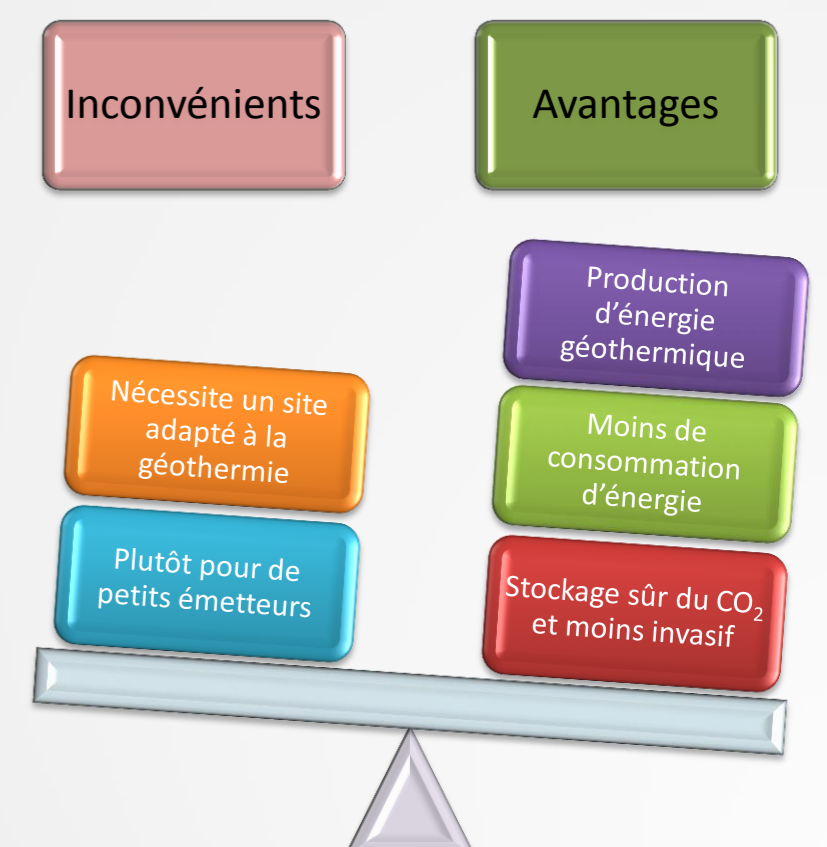 Inconvénients
Avantages
Production
d’énergie
géothermique
Nécessite un site
adapté à la
géothermie
Moins de
consommation
d’énergie
Plutôt pour de
petits émetteurs
Stockage sûr du CO₂
et moins invasif